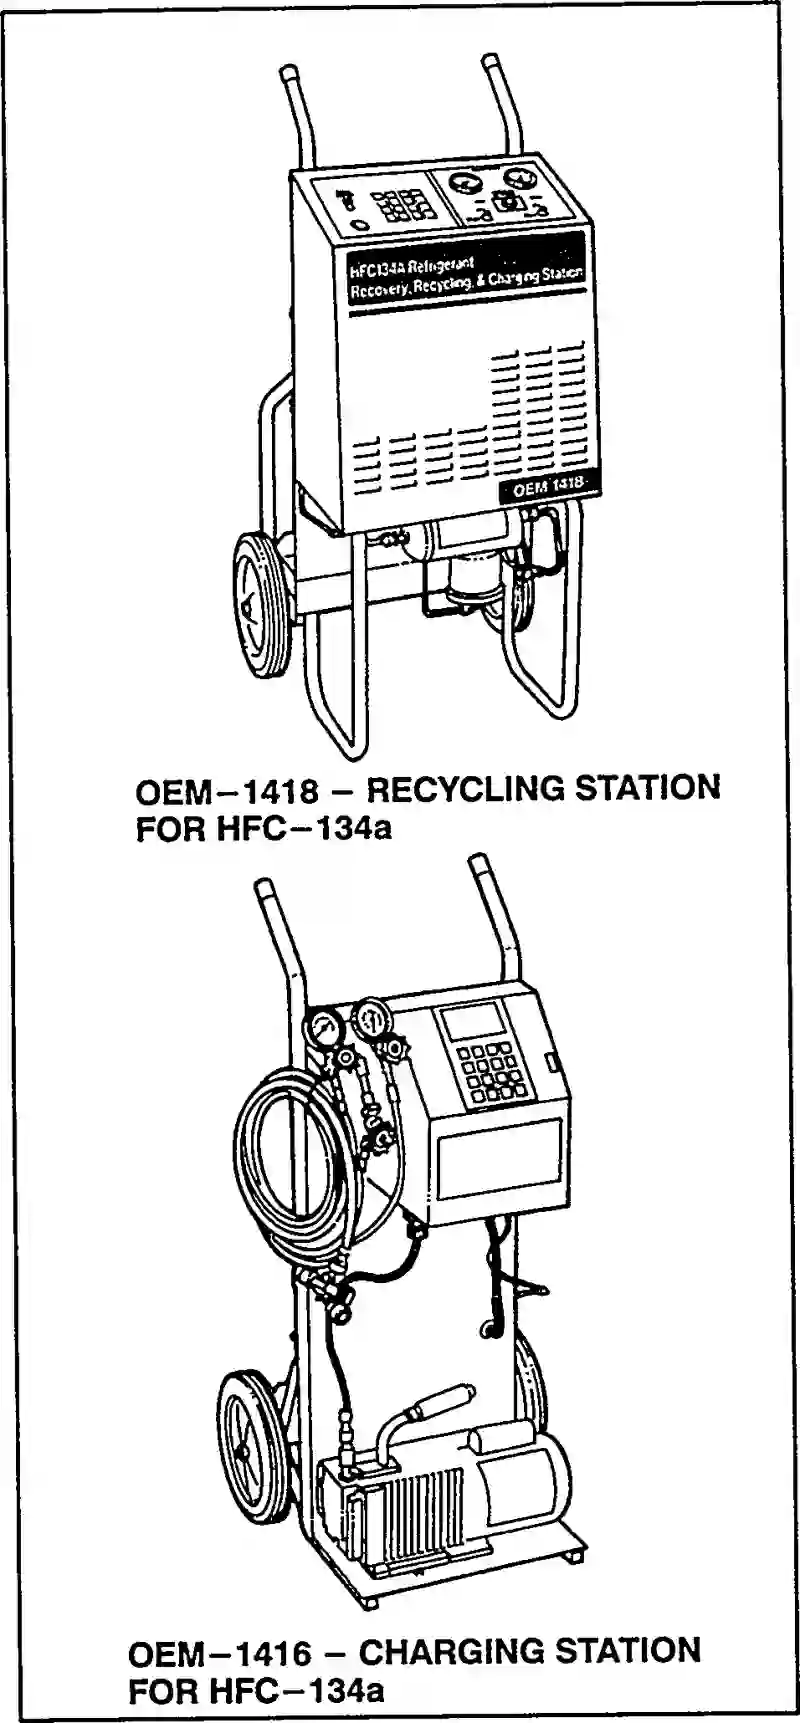 HFC134A Refrigerant
Recovery, Recycling, & Charging Station
OEM 1418
OEM-1418 - RECYCLING STATION
FOR HFC-134a
OEM-1416 - CHARGING STATION
FOR HFC-134a